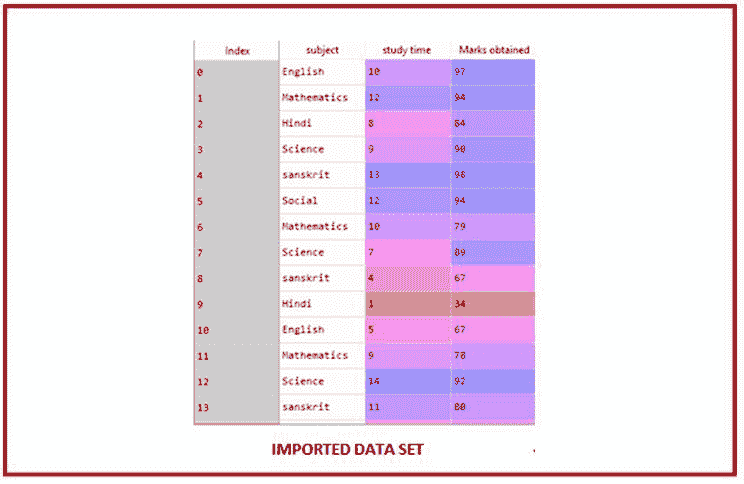 Index subject study time Marks obtained
0 English 10 97
1 Mathematics 12 94
2 Hindi 8 84
3 Science 9 90
4 sanskrit 13 98
5 Social 12 94
6 Mathematics 10 79
7 Science 7 89
8 sanskrit 4 67
9 Hindi 1 34
10 English 5 67
11 Mathematics 9 78
12 Science 14 92
13 sanskrit 11 80
IMPORTED DATA SET